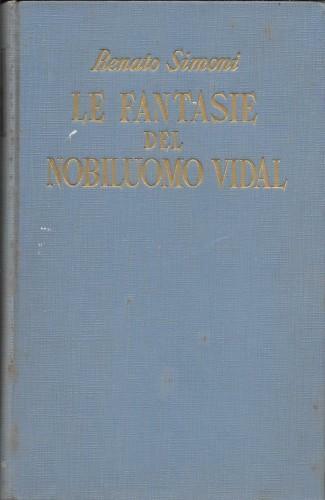 Renato Simoni
LE FANTASIE
DEL
NOBILUOMO VIDAL